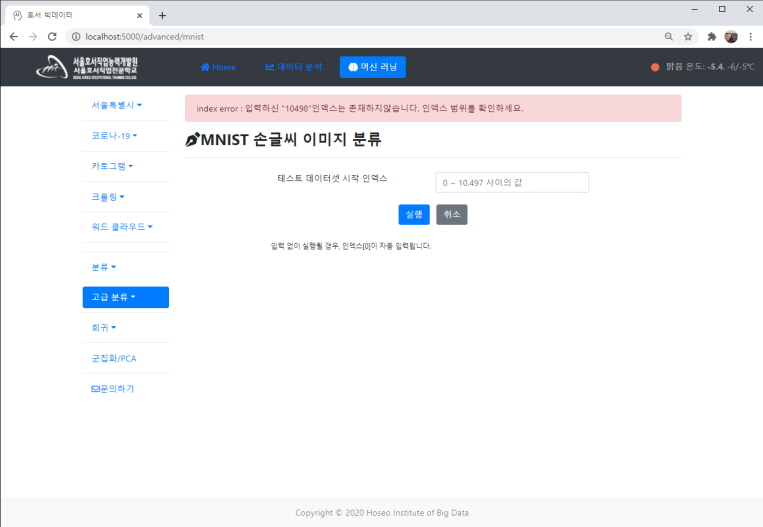 호서 빅데이터
localhost:5000/advanced/mnist
서울호서직업능력개발원
서울호서직업전문학교
Home
데이터 분석
머신 러닝
맑음 온도: -5.4, -6/-5℃
서울특별시
코로나-19
카토그램
크롤링
워드 클라우드
분류
고급 분류
회귀
군집화/PCA
문의하기
index error : 입력하신 "10498"인덱스는 존재하지않습니다. 인덱스 범위를 확인하세요.
MNIST 손글씨 이미지 분류
테스트 데이터셋 시작 인덱스
0 ~ 10,497 사이의 값
실행
취소
입력 없이 실행될 경우, 인덱스[0]이 자동 입력됩니다.
Copyright © 2020 Hoseo Institute of Big Data